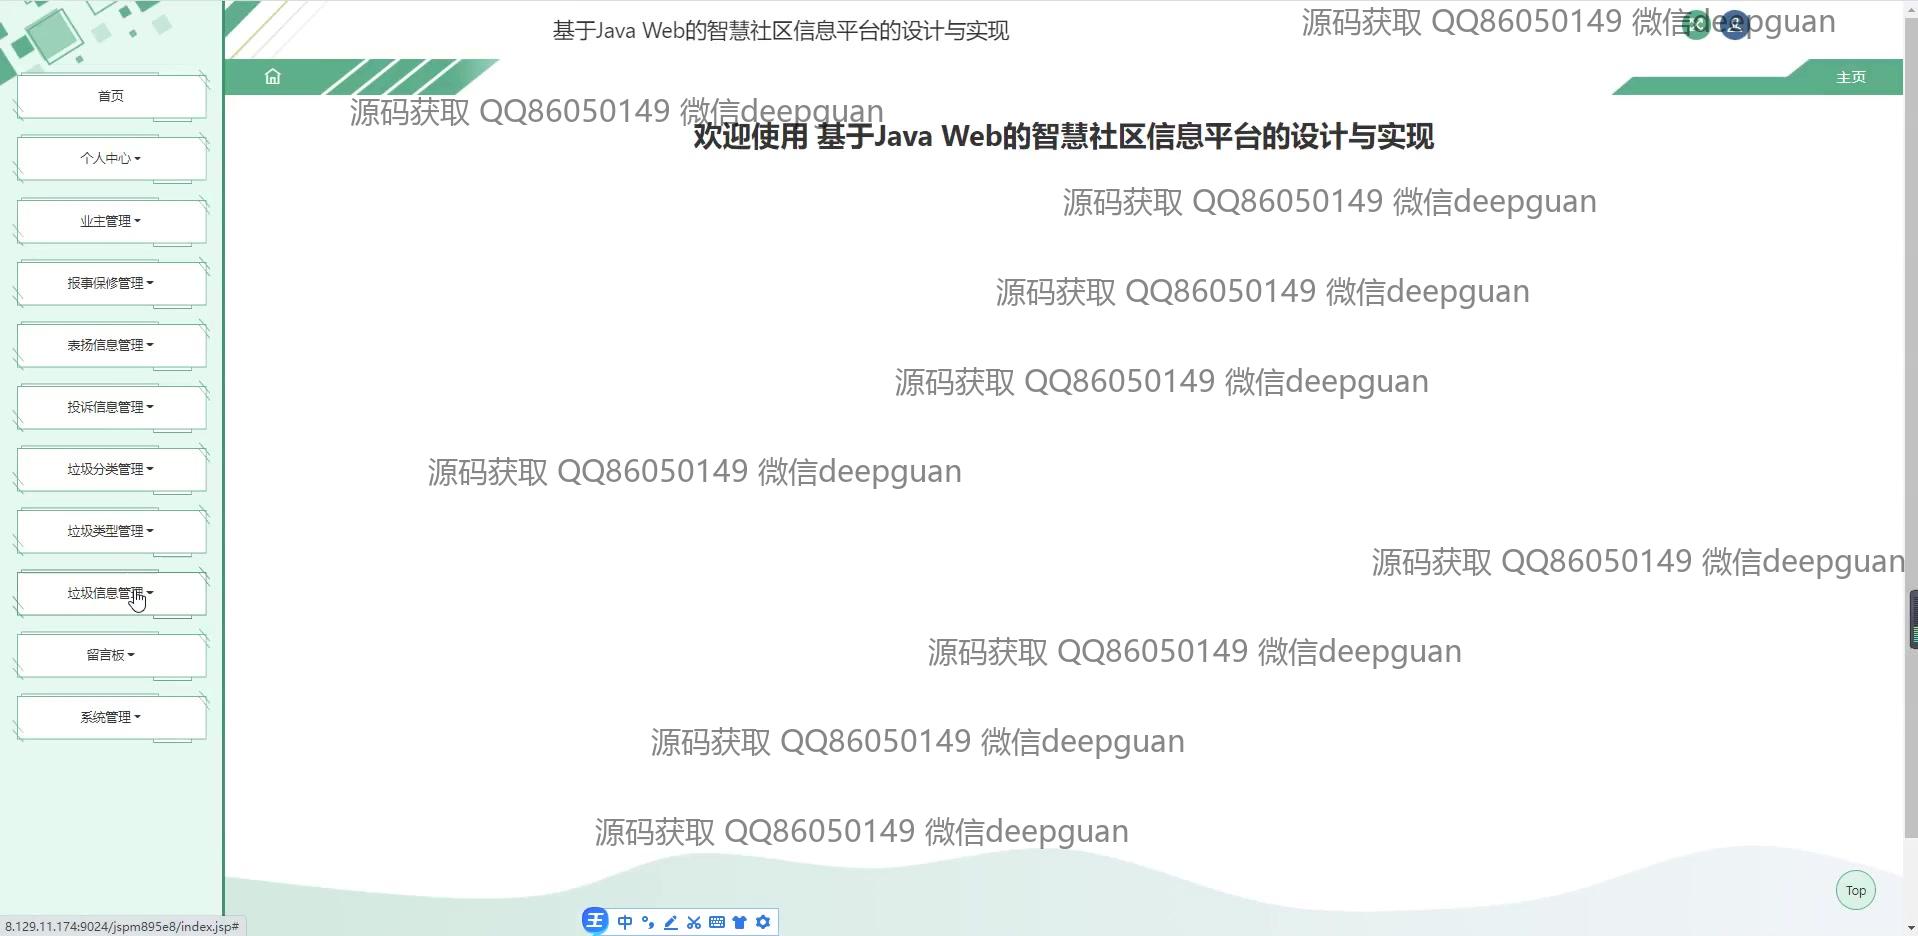 基于Java Web的智慧社区信息平台的设计与实现
源码获取 QQ86050149 微信deepguan
主页
首页
个人中心
业主管理
报事保修管理
表扬信息管理
投诉信息管理
垃圾分类管理
垃圾类型管理
垃圾信息管理
留言板
系统管理
源码获取 QQ86050149 微信deepguan
欢迎使用 基于Java Web的智慧社区信息平台的设计与实现
源码获取 QQ86050149 微信deepguan
源码获取 QQ86050149 微信deepguan
源码获取 QQ86050149 微信deepguan
源码获取 QQ86050149 微信deepguan
源码获取 QQ86050149 微信deepguan
源码获取 QQ86050149 微信deepguan
源码获取 QQ86050149 微信deepguan
源码获取 QQ86050149 微信deepguan
Top
王 中
8.129.11.174:9024/jspm895e8/index.jsp#